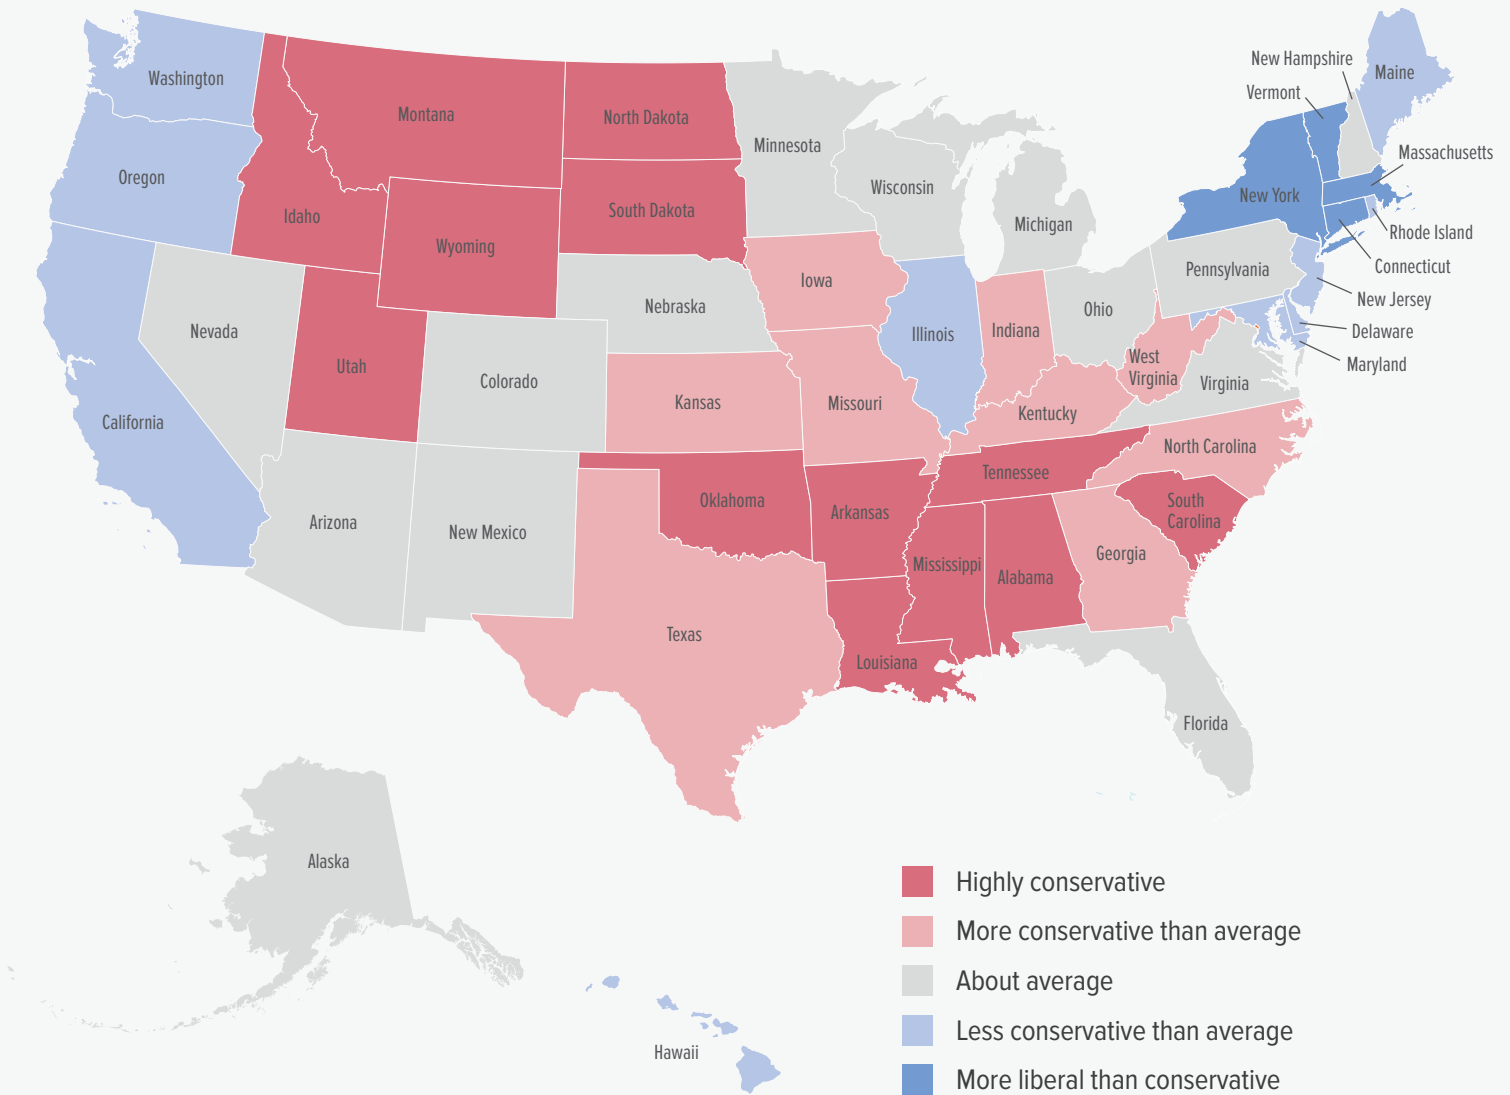 New Hampshire
Maine
Vermont
Washington
Montana
North Dakota
Minnesota
Massachusetts
Oregon
Wisconsin
New York
Idaho
South Dakota
Michigan
Rhode Island
Wyoming
Connecticut
Pennsylvania
Iowa
New Jersey
Nebraska
Ohio
Nevada
Illinois
Indiana
Delaware
West
Virginia
Maryland
Utah
Colorado
Virginia
Kansas
Missouri
Kentucky
California
North Carolina
Tennessee
Oklahoma
South
Carolina
Arkansas
Arizona
New Mexico
Georgia
Mississippi
Alabama
Texas
Louisiana
Florida
Alaska
Hawaii
Highly conservative
More conservative than average
About average
Less conservative than average
More liberal than conservative